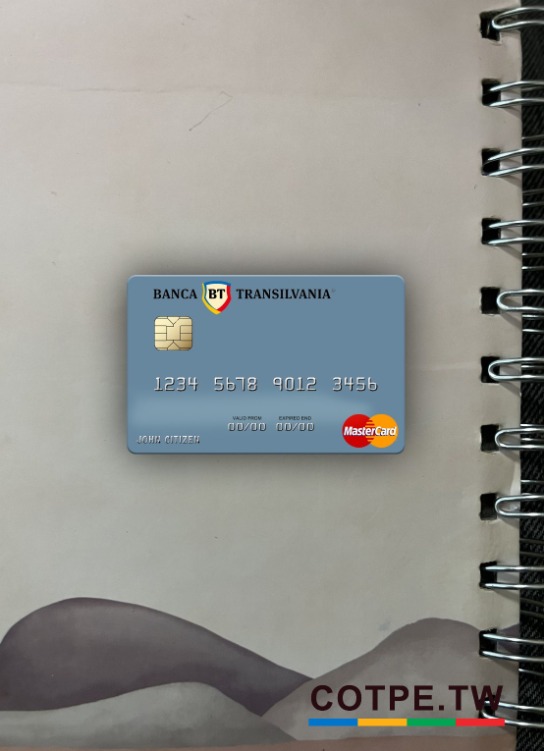 BANCA BT TRANSILVANIA
1234 5678 9012 3456
VALID FROM EXPIRES END
00/00 00/00
JOHN CITIZEN
MasterCard
COTPE.TW